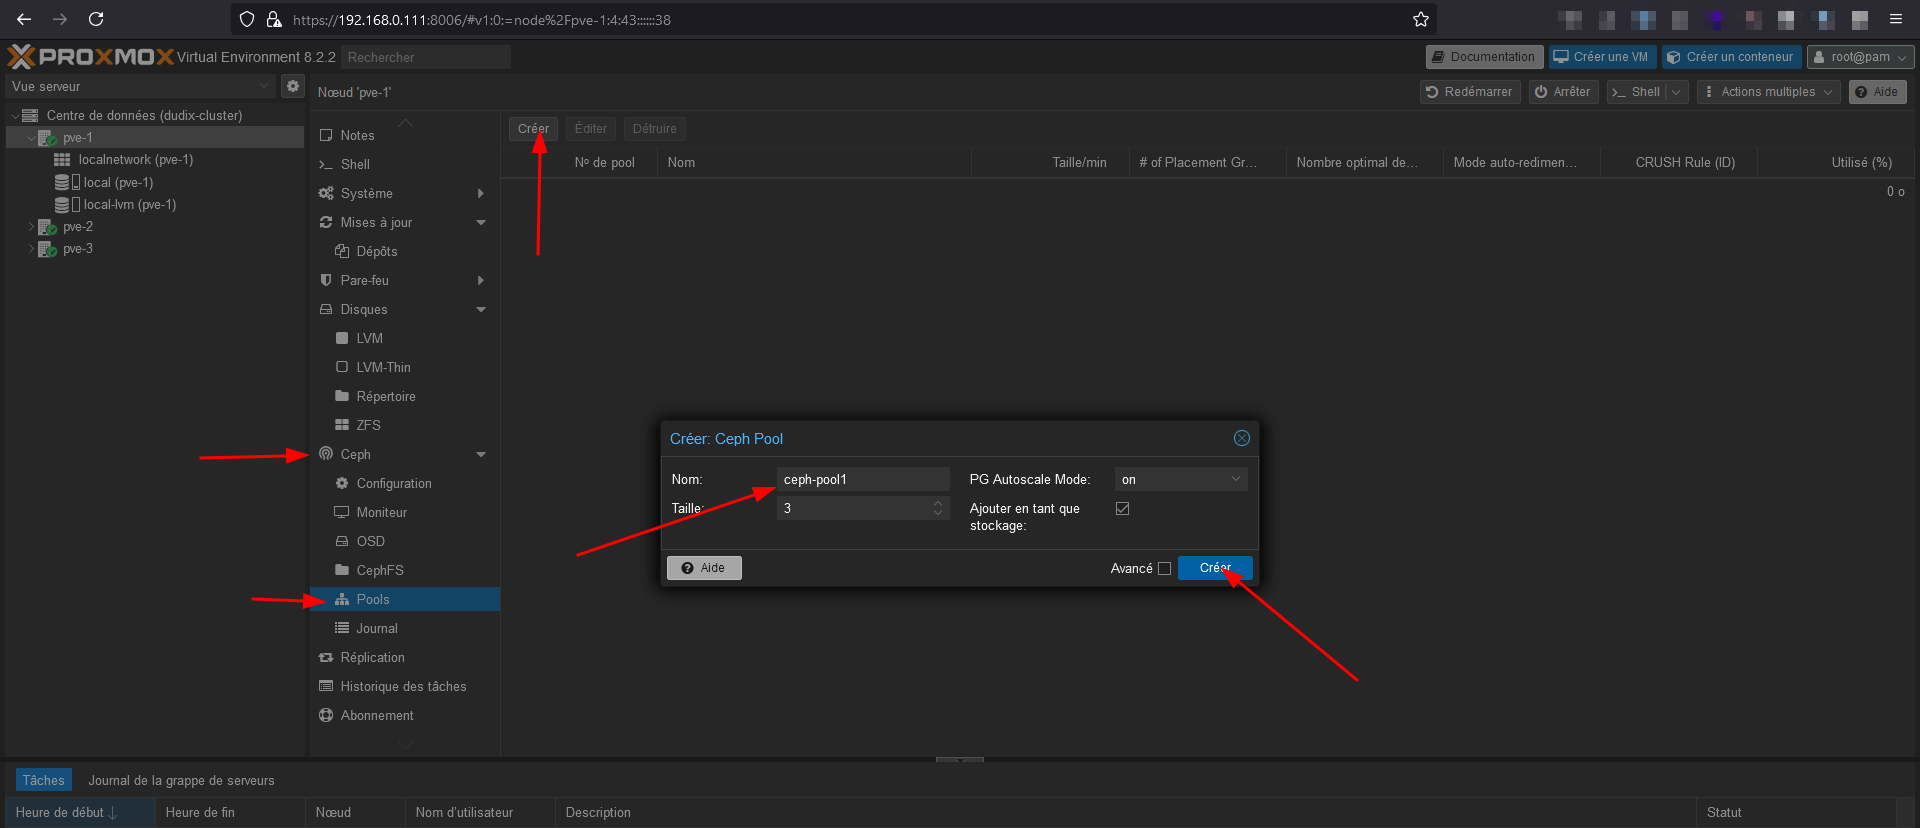 https://192.168.0.111:8006/#v1:0:=node%2Fpve-1:4:43::::::38
PROXMOX Virtual Environment 8.2.2 Rechercher
Documentation Créer une VM Créer un conteneur root@pam
Vue serveur
Nœud 'pve-1'
Redémarrer Arrêter Shell Actions multiples Aide
Centre de données (dudix-cluster)
pve-1
localnetwork (pve-1)
local (pve-1)
local-lvm (pve-1)
pve-2
pve-3
Notes
Shell
Système
Mises à jour
Dépôts
Pare-feu
Disques
LVM
LVM-Thin
Répertoire
ZFS
Ceph
Configuration
Moniteur
OSD
CephFS
Pools
Journal
Réplication
Historique des tâches
Abonnement
Créer Éditer Détruire
Nº de pool Nom Taille/min # of Placement Gr... Nombre optimal de... Mode auto-redimen... CRUSH Rule (ID) Utilisé (%)
0 o
Créer: Ceph Pool
Nom: ceph-pool1 PG Autoscale Mode: on
Taille: 3 Ajouter en tant que
stockage:
Aide Avancé Créer
Tâches Journal de la grappe de serveurs
Heure de début Heure de fin Nœud Nom d'utilisateur Description Statut